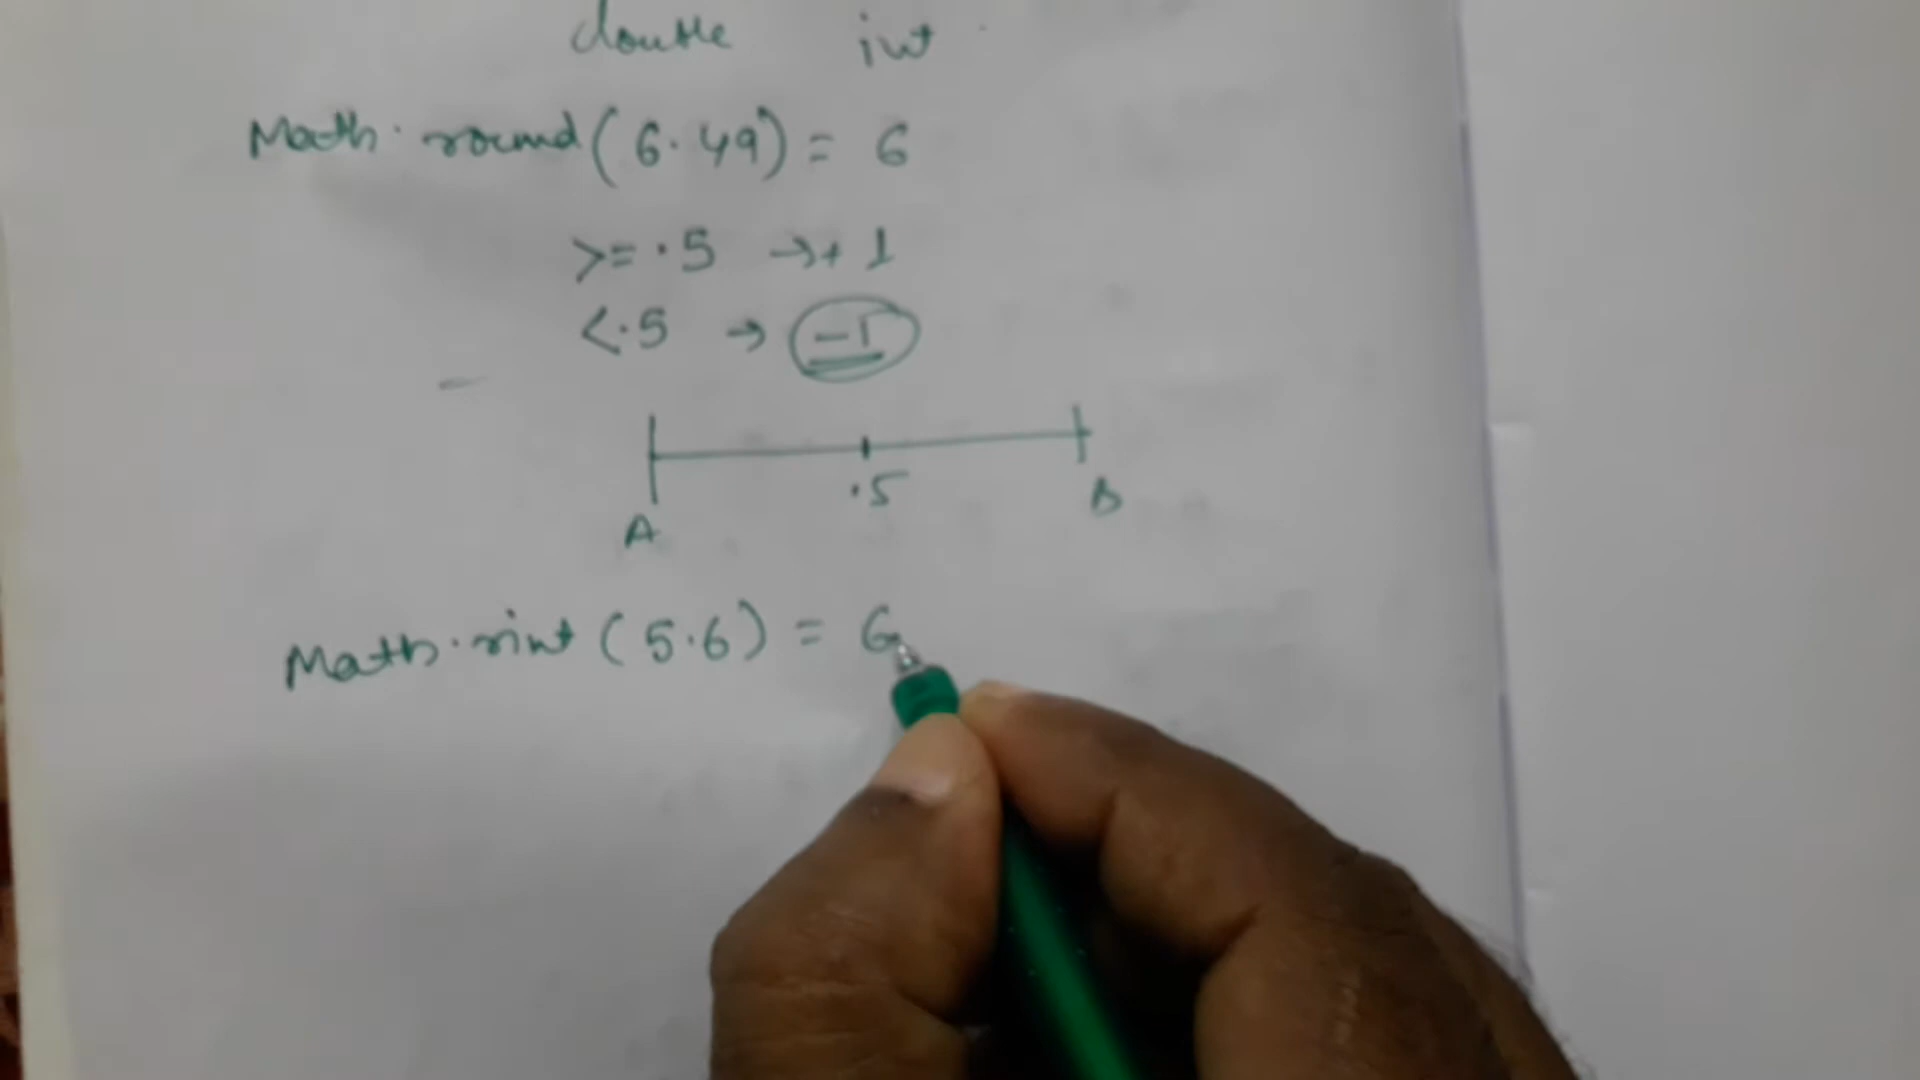 double int
Math.round(6.49) = 6
>= .5 → + 1
<.5 → -1
.5
A B
Math.rint (5.6) = 6.